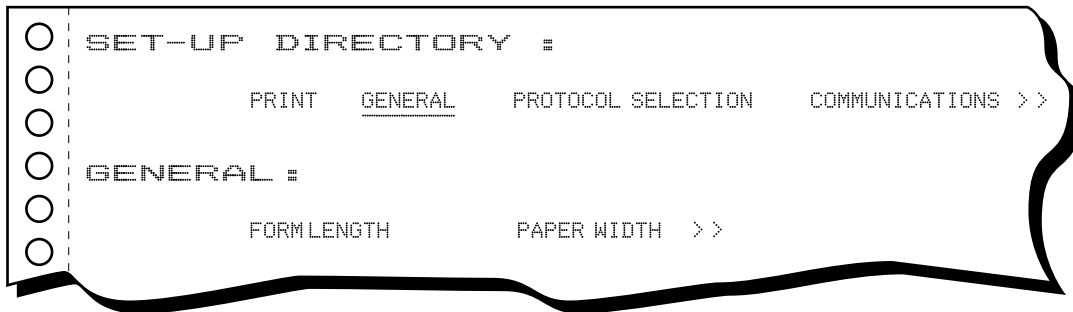 SET-UP DIRECTORY :
PRINT GENERAL PROTOCOL SELECTION COMMUNICATIONS >>
GENERAL :
FORM LENGTH PAPER WIDTH >>